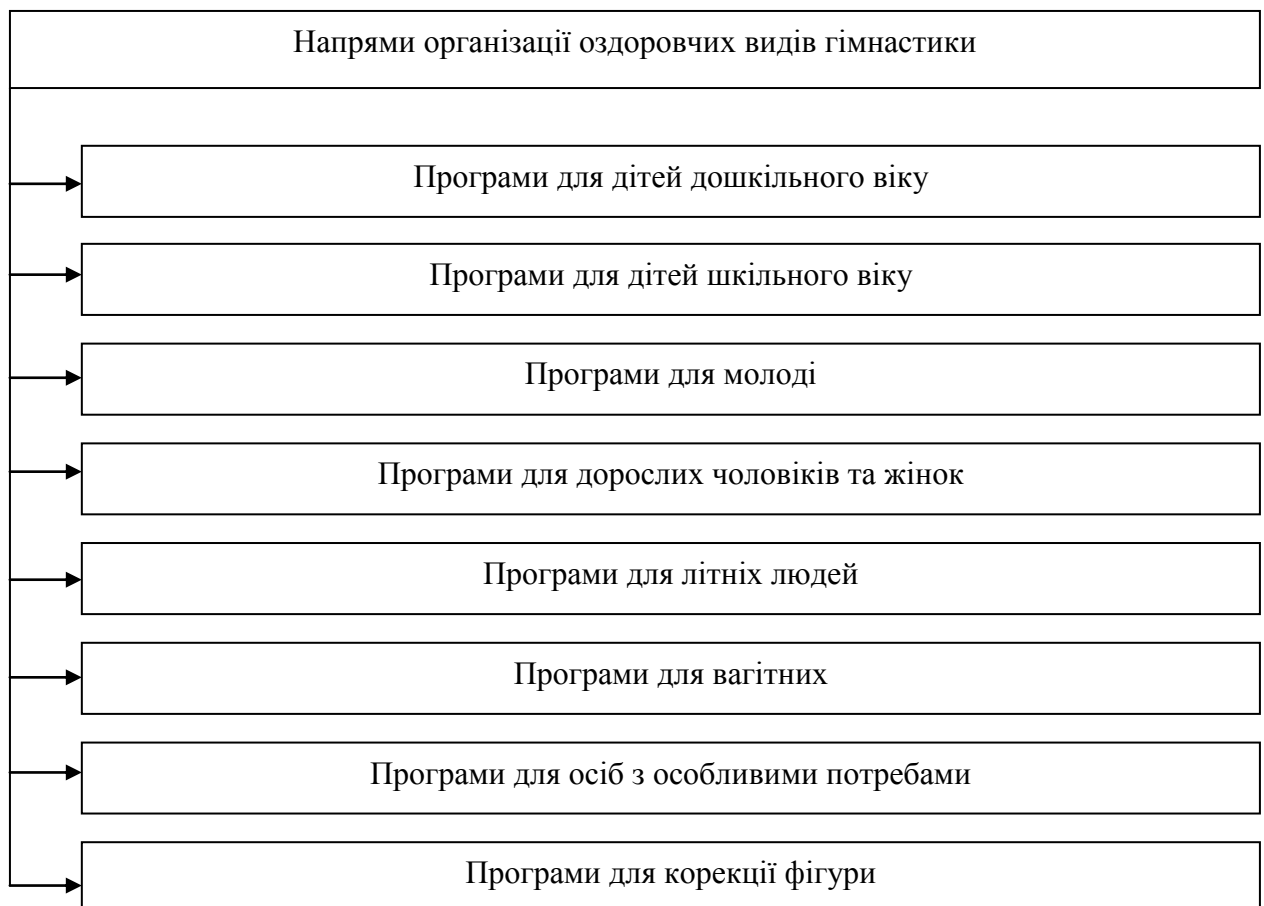 Напрями організації оздоровчих видів гімнастики
Програми для дітей дошкільного віку
Програми для дітей шкільного віку
Програми для молоді
Програми для дорослих чоловіків та жінок
Програми для літніх людей
Програми для вагітних
Програми для осіб з особливими потребами
Програми для корекції фігури